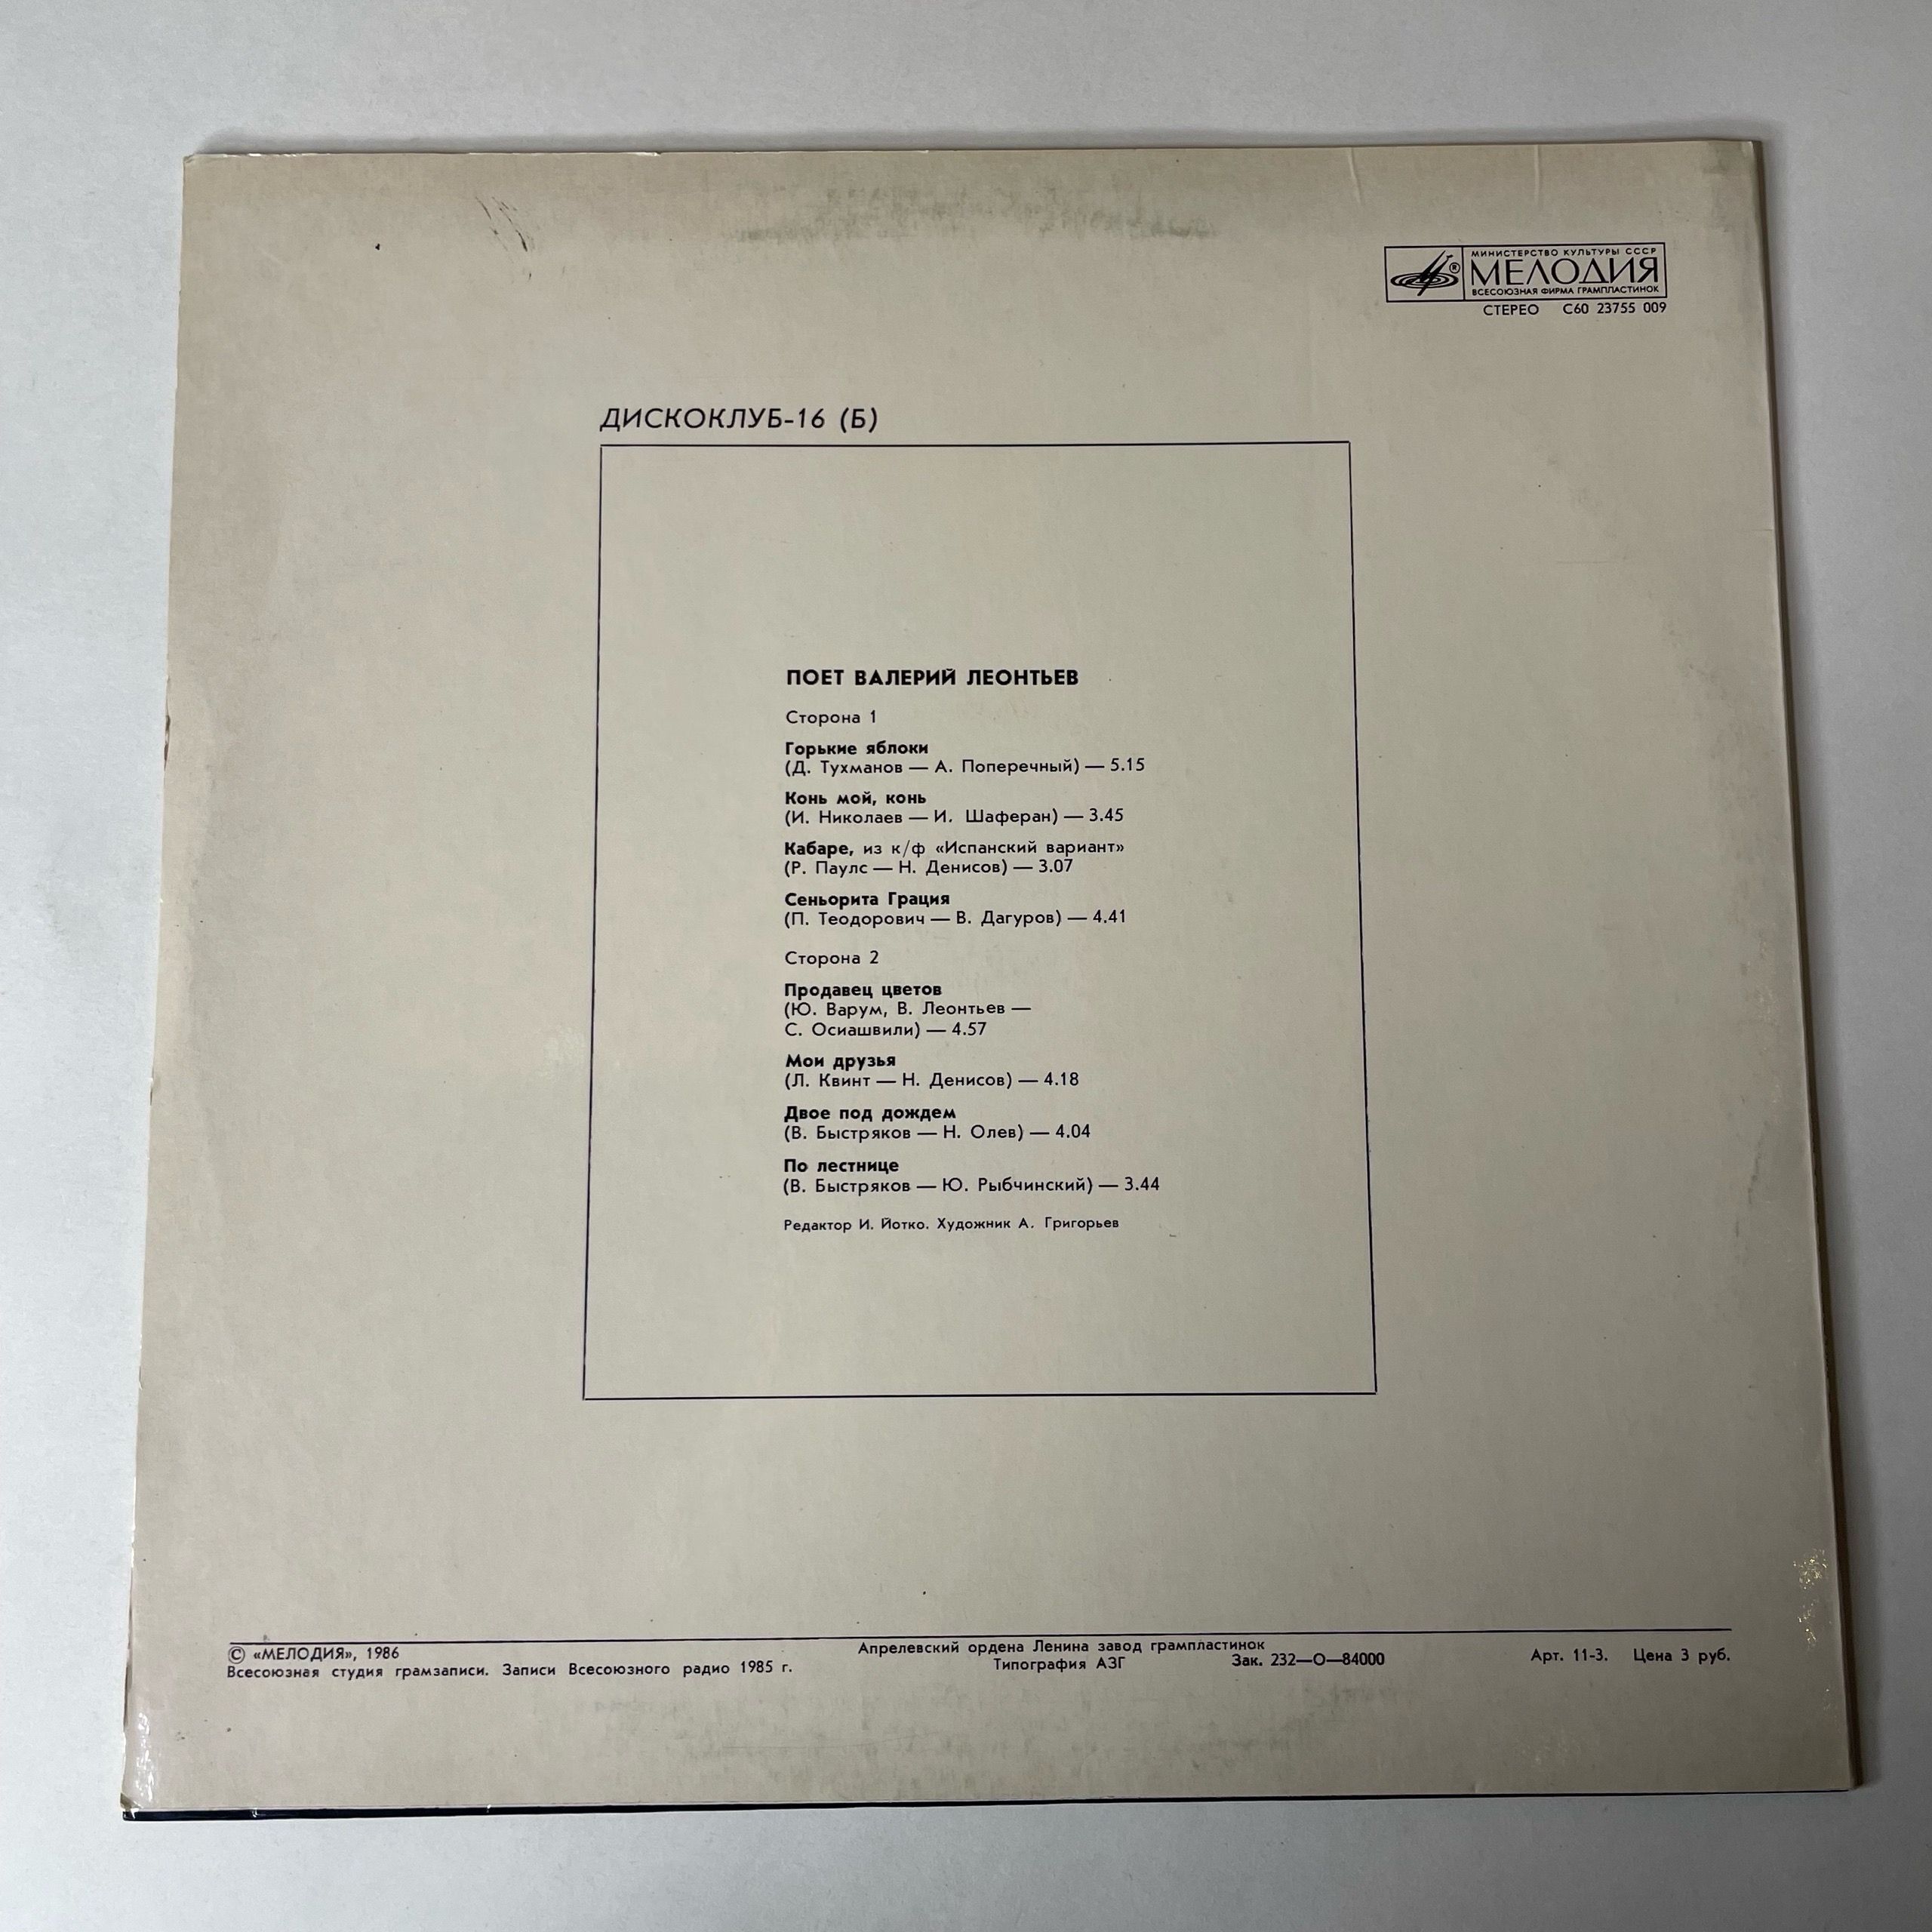 МИНИСТЕРСТВО КУЛЬТУРЫ СССР
МЕЛОДИЯ
ВСЕСОЮЗНАЯ ФИРМА ГРАМПЛАСТИНОК
СТЕРЕО С60 23755 009
ДИСКОКЛУБ-16 (Б)
ПОЕТ ВАЛЕРИЙ ЛЕОНТЬЕВ
Сторона 1
Горькие яблоки
(Д. Тухманов — А. Поперечный) — 5.15
Конь мой, конь
(И. Николаев — И. Шаферан) — 3.45
Кабаре, из к/ф «Испанский вариант»
(Р. Паулс — Н. Денисов) — 3.07
Сеньорита Грация
(П. Теодорович — В. Дагуров) — 4.41
Сторона 2
Продавец цветов
(Ю. Варум, В. Леонтьев —
С. Осиашвили) — 4.57
Мои друзья
(Л. Квинт — Н. Денисов) — 4.18
Двое под дождем
(В. Быстряков — Н. Олев) — 4.04
По лестнице
(В. Быстряков — Ю. Рыбчинский) — 3.44
Редактор И. Йотко. Художник А. Григорьев
© «МЕЛОДИЯ», 1986
Всесоюзная студия грамзаписи. Записи Всесоюзного радио 1985 г.
Апрелевский ордена Ленина завод грампластинок
Типография АЗГ Зак. 232—О—84000
Арт. 11-3. Цена 3 руб.